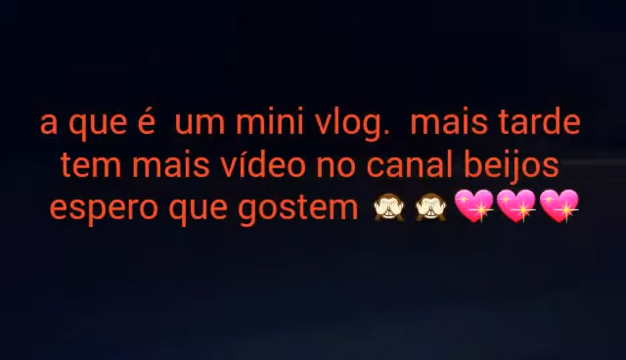 a que é  um mini vlog.  mais tarde
tem mais vídeo no canal beijos
espero que gostem 🙈 🙈 💖💖💖